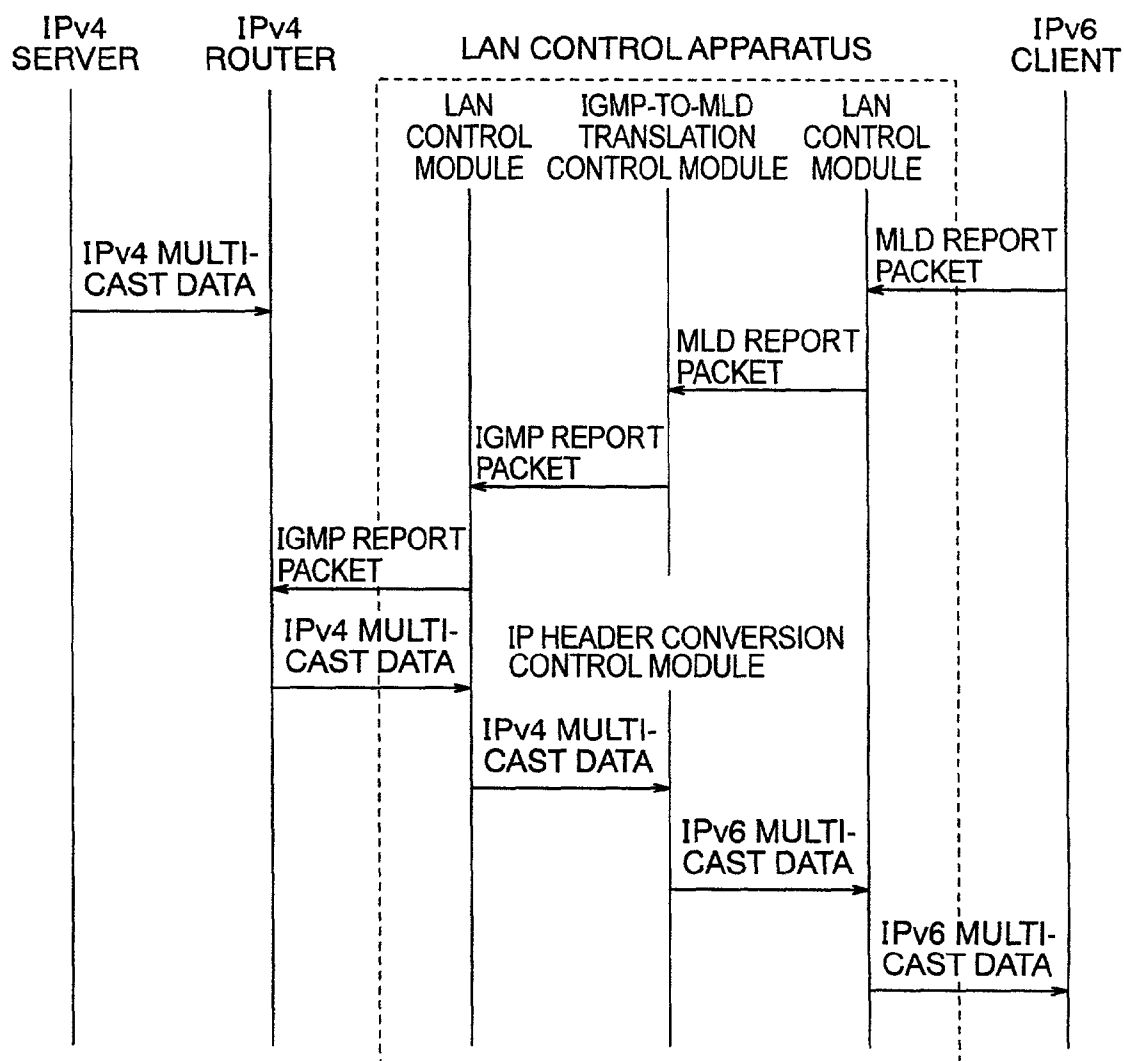 IPv4
SERVER
IPv4
ROUTER
LAN CONTROL APPARATUS
IPv6
CLIENT
LAN
CONTROL
MODULE
IGMP-TO-MLD
TRANSLATION
CONTROL MODULE
LAN
CONTROL
MODULE
IPv4 MULTI-
CAST DATA
MLD REPORT
PACKET
MLD REPORT
PACKET
IGMP REPORT
PACKET
IGMP REPORT
PACKET
IPv4 MULTI-
CAST DATA
IP HEADER CONVERSION
CONTROL MODULE
IPv4 MULTI-
CAST DATA
IPv6 MULTI-
CAST DATA
IPv6 MULTI-
CAST DATA